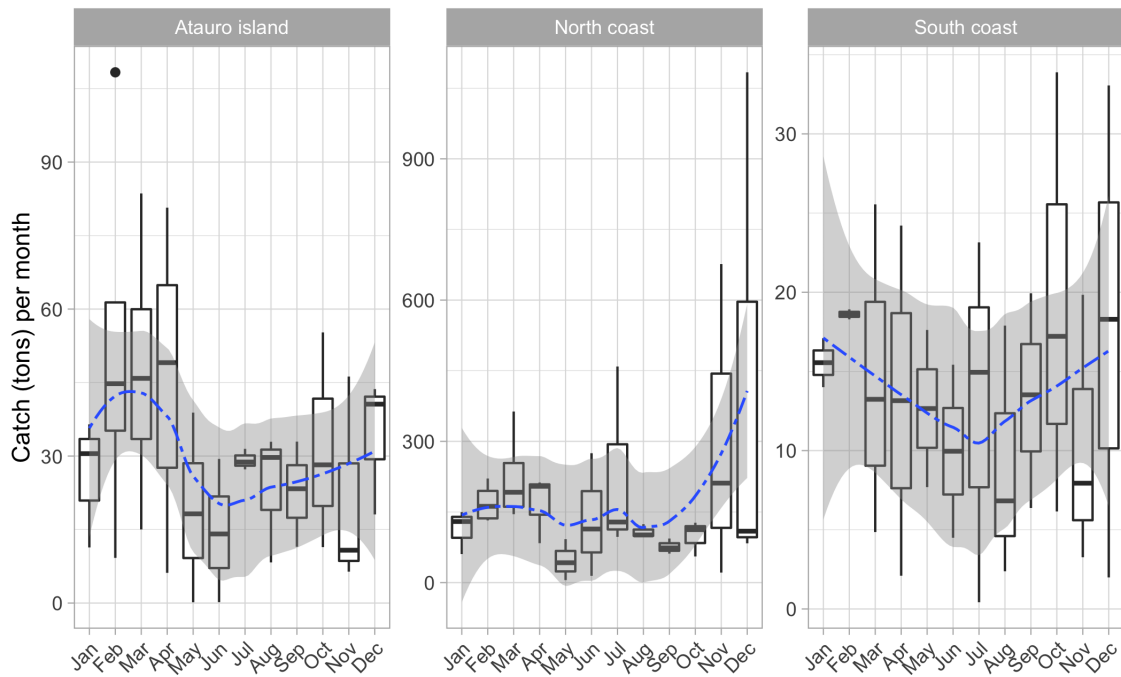 Atauro island
North coast
South coast
Catch (tons) per month
90
60
30
0
Jan Feb Mar Apr May Jun Jul Aug Sep Oct Nov Dec
900
600
300
0
Jan Feb Mar Apr May Jun Jul Aug Sep Oct Nov Dec
30
20
10
0
Jan Feb Mar Apr May Jun Jul Aug Sep Oct Nov Dec